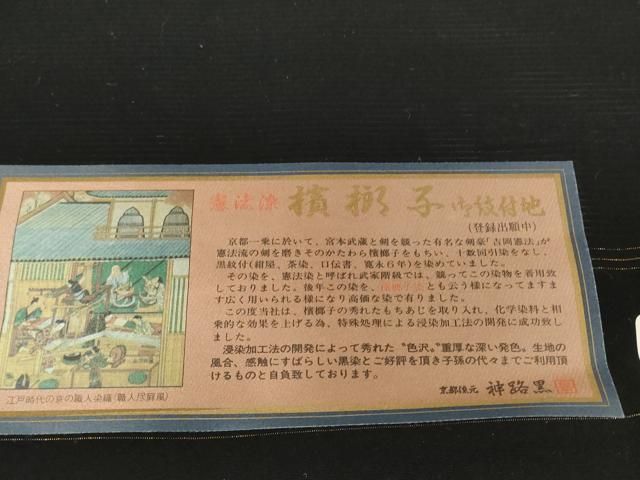 憲法染 檳榔子 御紋付地
(登録出願中)
京都一乗に於いて、宮本武蔵と剣を競った有名な剣豪「吉岡憲法」が
憲法流の剣を磨きそのかたわら檳榔子をもちい、十数回引染をなし、
黒紋付(紺屋、茶染、口伝書、寛永6年)を染めていました。
その染を、憲法染と呼ばれ武家階級では、競ってこの染物を着用致
しておりました。後年この染を、檳榔子染とも云う様になってますま
す広く用いられる様になり高価な染で有りました。
この度当社は、檳榔子の秀れたもちあじを取り入れ、化学染料と相
乗的な効果を上げる為、特殊処理による浸染加工法の開発に成功致し
ました。
浸染加工法の開発によって秀れた〝色沢〟重厚な深い発色。生地の
風合、感触にすばらしい黒染とご好評を頂き子孫の代々までご利用頂
けるものと自負致しております。
京都染元 神路黒
江戸時代の京の職人染織(職人尽屏風)